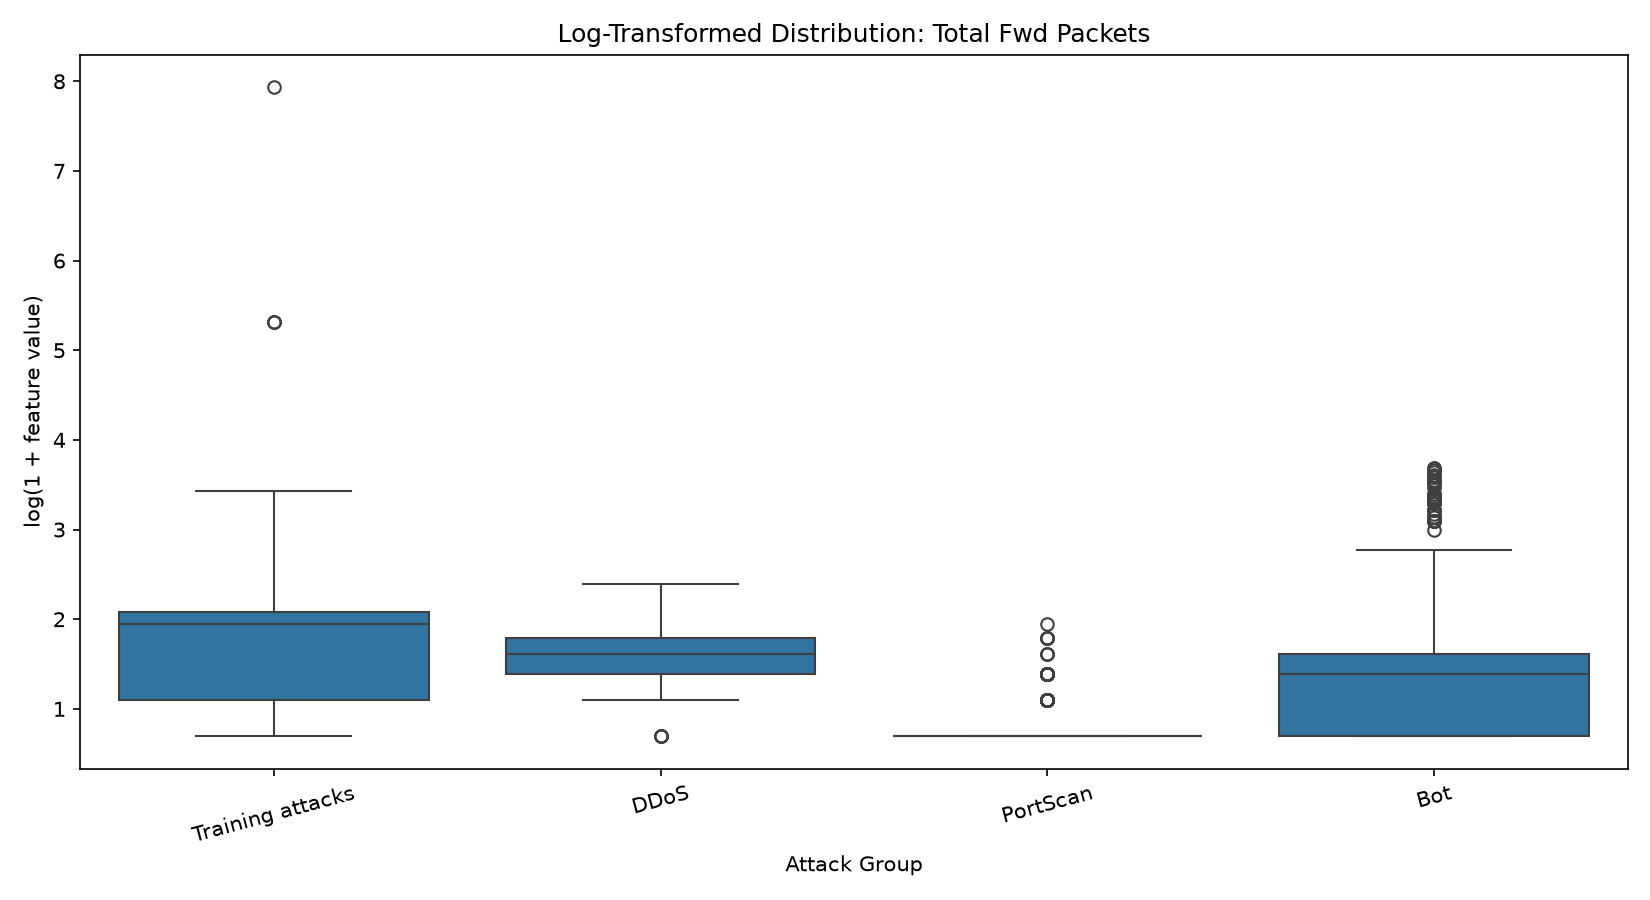 Log-Transformed Distribution: Total Fwd Packets
log(1 + feature value)
8
7
6
5
4
3
2
1
Training attacks
DDoS
PortScan
Bot
Attack Group